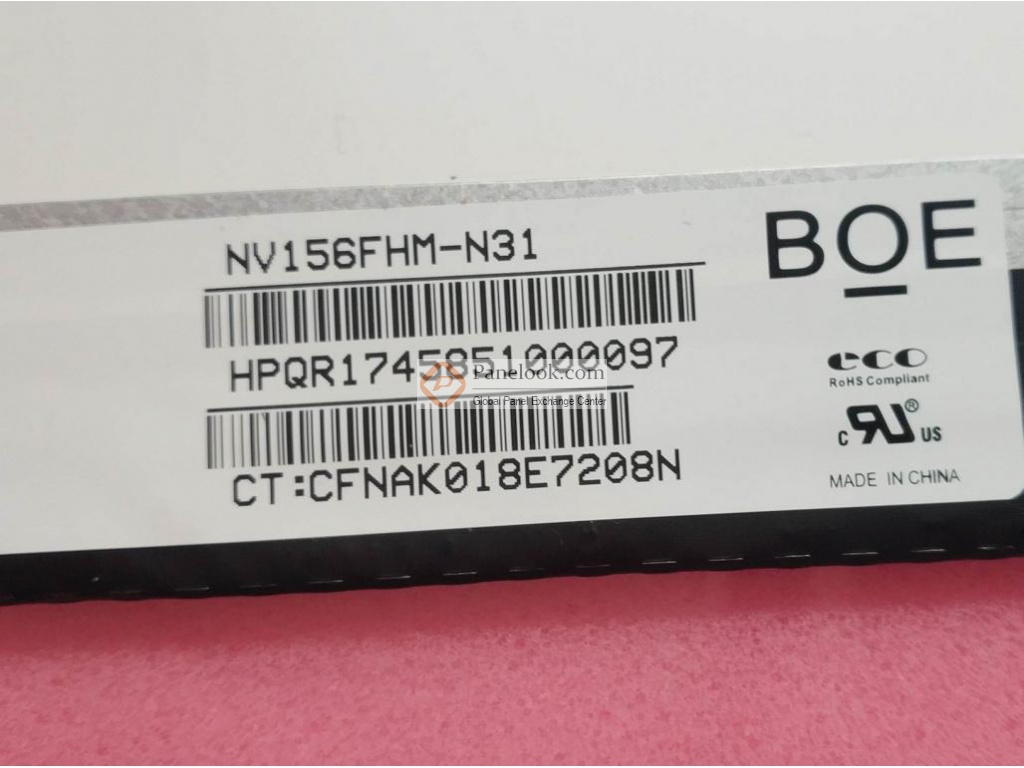 NV156FHM-N31
BOE
HPQR1745851000097
Panelook.com
Global Panel Exchange Center
eco
RoHS Compliant
CT:CFNAK018E7208N
c RU ® US
MADE IN CHINA